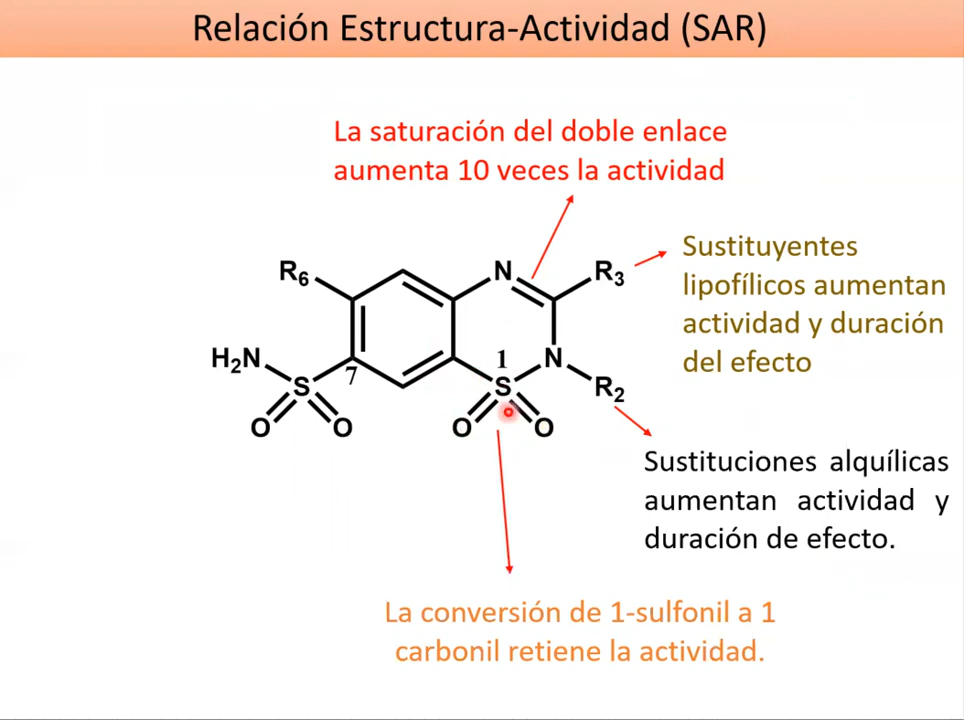 Relación Estructura-Actividad (SAR)
La saturación del doble enlace
aumenta 10 veces la actividad
Sustituyentes
lipofílicos aumentan
actividad y duración
del efecto
R6
N
R3
H2N
7
1
N
S
S
R2
O
O
O
O
Sustituciones alquílicas
aumentan actividad y
duración de efecto.
La conversión de 1-sulfonil a 1
carbonil retiene la actividad.